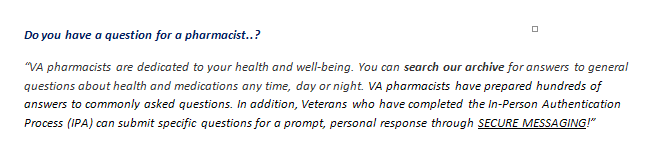 Do you have a question for a pharmacist..?
“VA pharmacists are dedicated to your health and well-being. You can search our archive for answers to general
questions about health and medications any time, day or night. VA pharmacists have prepared hundreds of
answers to commonly asked questions. In addition, Veterans who have completed the In-Person Authentication
Process (IPA) can submit specific questions for a prompt, personal response through SECURE MESSAGING!”